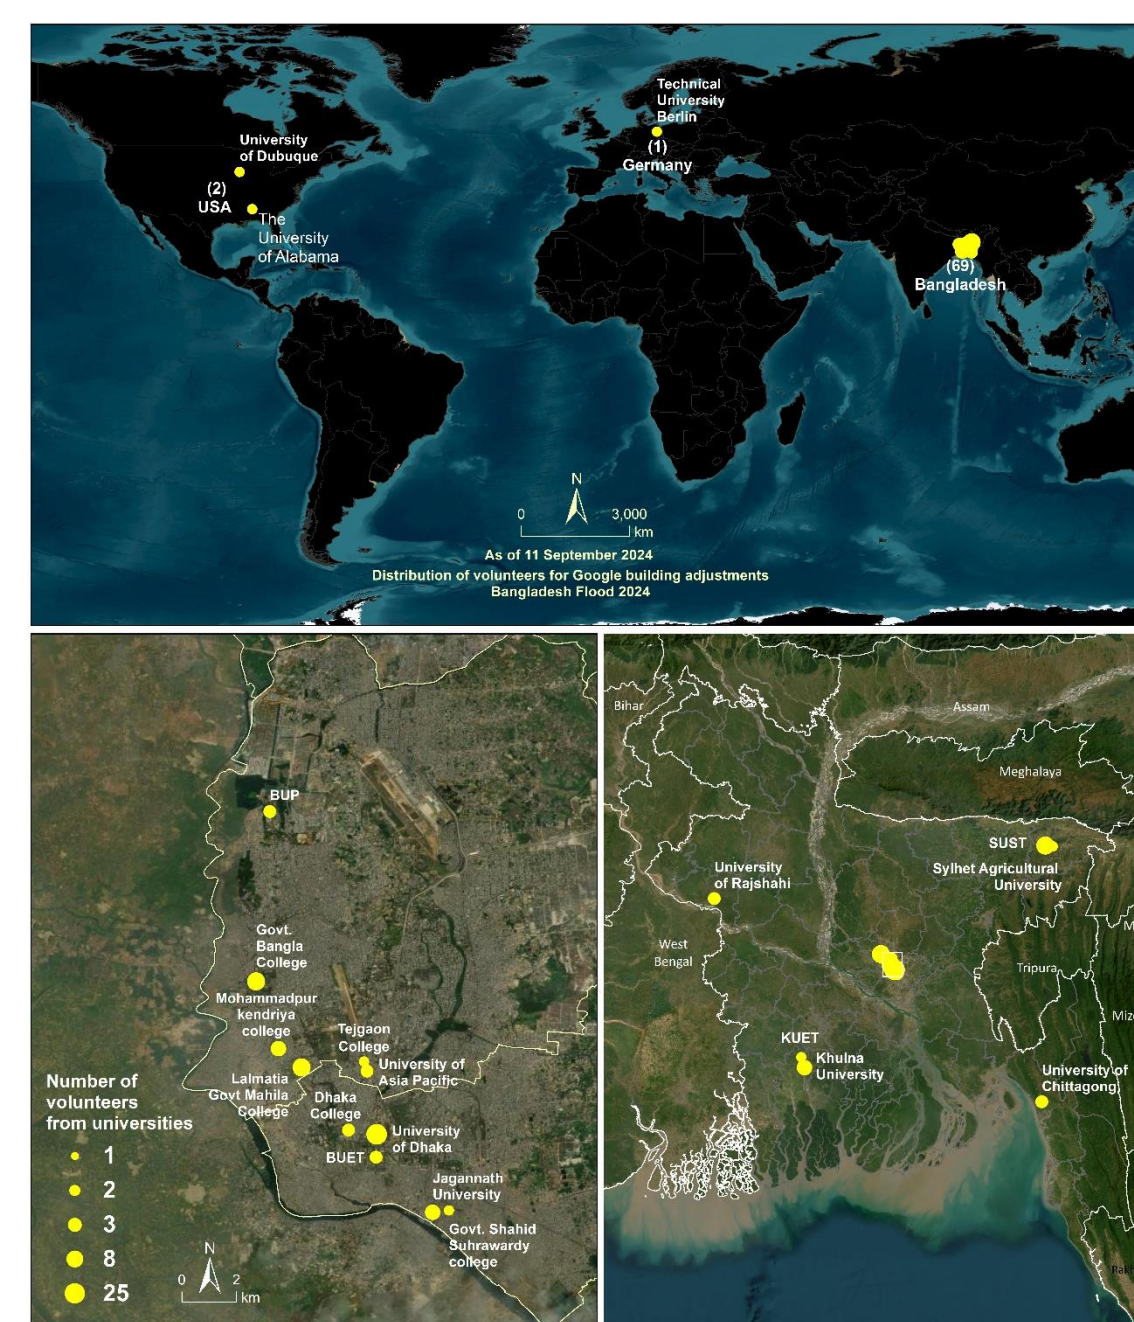 Technical
University
Berlin
(1)
Germany
University
of Dubuque
(2)
USA
The
University
of Alabama
(69)
Bangladesh
N
0 3,000
km
As of 11 September 2024
Distribution of volunteers for Google building adjustments
Bangladesh Flood 2024
BUP
Govt.
Bangla
College
Mohammadpur
kendriya
college
Tejgaon
College
University of
Asia Pacific
Lalmatia
Govt Mahila
College
Dhaka
College
University
of Dhaka
BUET
Jagannath
University
Govt. Shahid
Suhrawardy
college
Number of
volunteers
from universities
1
2
3
8
25
N
0 2
km
Bihar
Assam
Meghalaya
SUST
Sylhet Agricultural
University
University
of Rajshahi
West
Bengal
M
Tripura
Mizo
KUET
Khulna
University
University of
Chittagong
Rakh